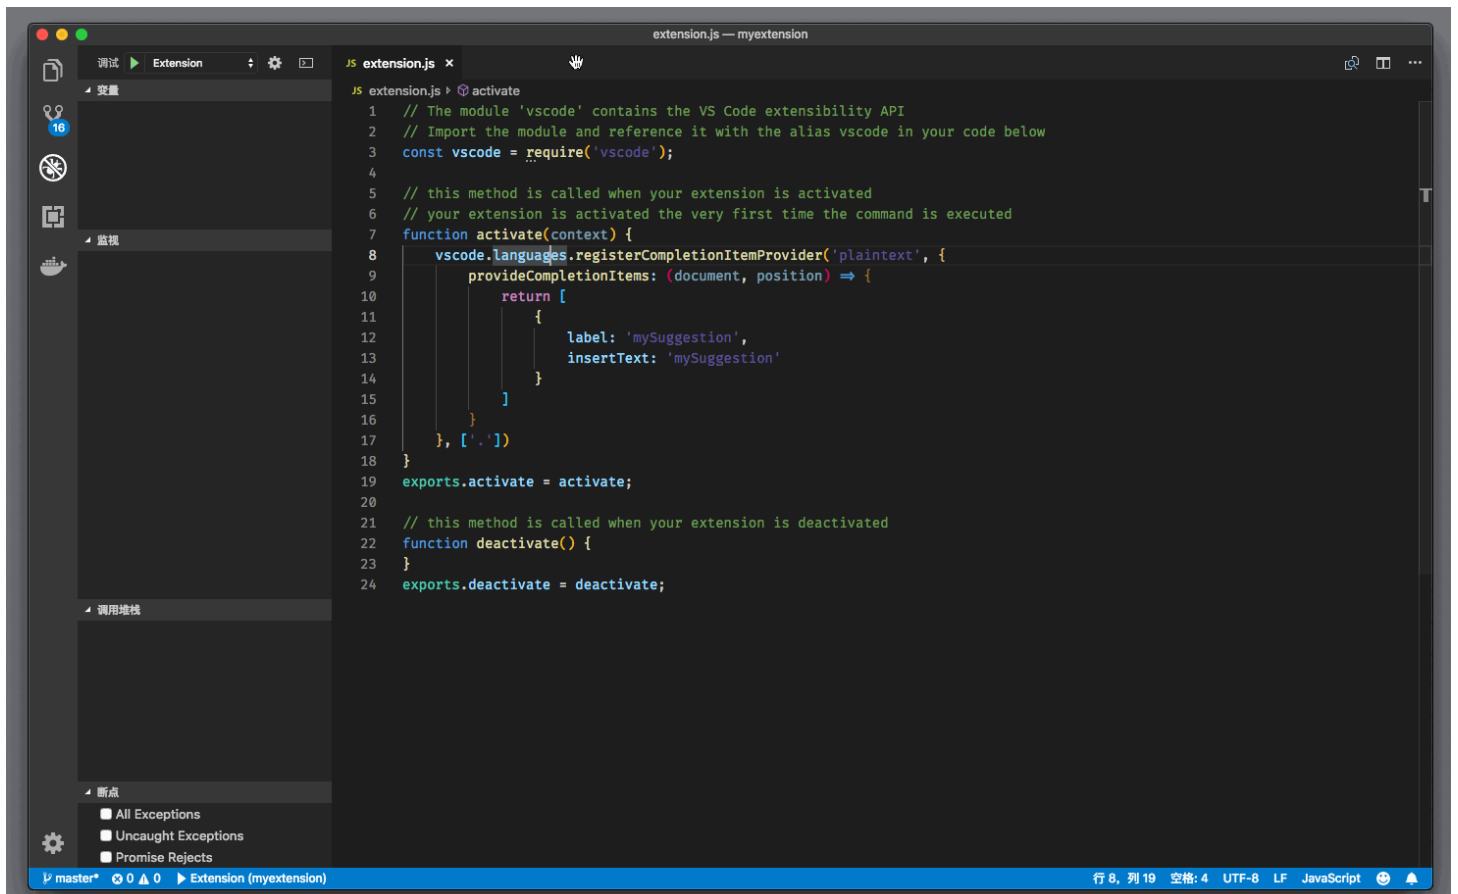 extension.js — myextension
调试 Extension
JS extension.js ×
变量
JS extension.js activate
16
监视
调用堆栈
断点
All Exceptions
Uncaught Exceptions
Promise Rejects
1 // The module 'vscode' contains the VS Code extensibility API
2 // Import the module and reference it with the alias vscode in your code below
3 const vscode = require('vscode');
4
5 // this method is called when your extension is activated
6 // your extension is activated the very first time the command is executed
7 function activate(context) {
8 vscode.languages.registerCompletionItemProvider('plaintext', {
9 provideCompletionItems: (document, position) => {
10 return [
11 {
12 label: 'mySuggestion',
13 insertText: 'mySuggestion'
14 }
15 ]
16 }
17 }, ['.'])
18 }
19 exports.activate = activate;
20
21 // this method is called when your extension is deactivated
22 function deactivate() {
23 }
24 exports.deactivate = deactivate;
master* 0 0 Extension (myextension) 行 8，列 19 空格: 4 UTF-8 LF JavaScript